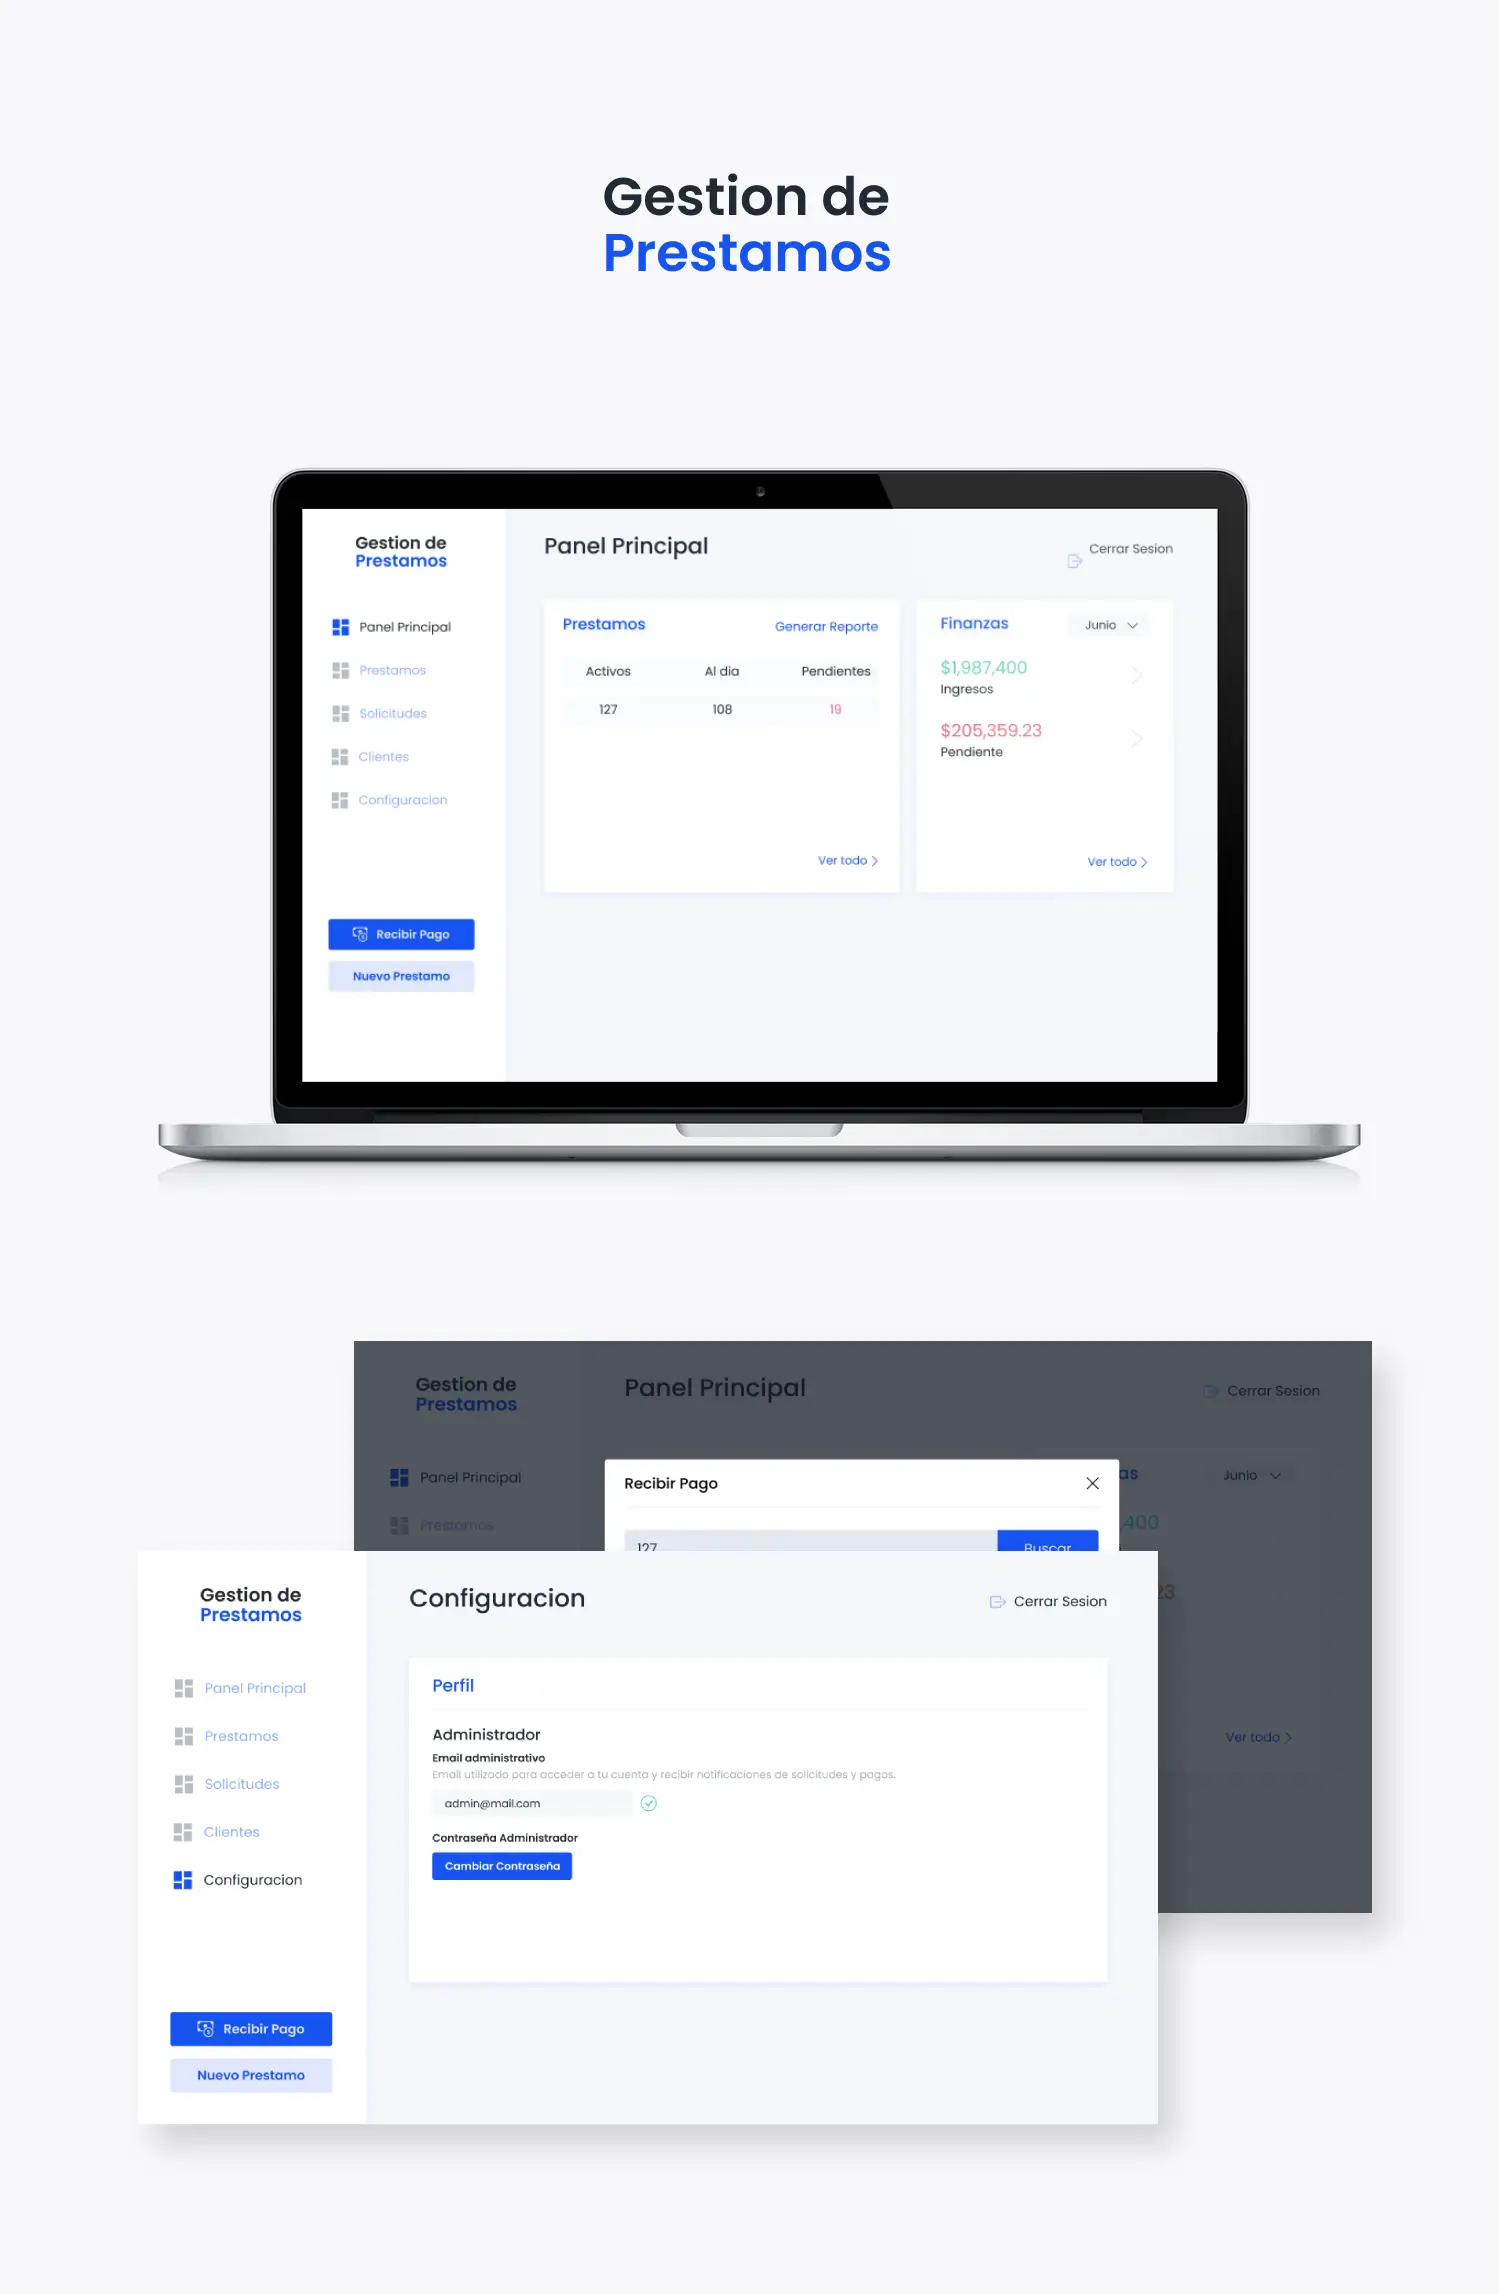 Gestion de
Prestamos
Gestion de
Prestamos
Panel Principal
Cerrar Sesion
Panel Principal
Prestamos
Solicitudes
Clientes
Configuracion
Recibir Pago
Nuevo Prestamo
Prestamos
Generar Reporte
Activos Al dia Pendientes
127 108 19
Ver todo
Finanzas
Junio
$1,987,400
Ingresos
$205,359.23
Pendiente
Ver todo
Gestion de
Prestamos
Panel Principal
Cerrar Sesion
Panel Principal
Prestamos
Recibir Pago
127
Buscar
as
Junio
,400
23
Ver todo
Gestion de
Prestamos
Configuracion
Cerrar Sesion
Panel Principal
Prestamos
Solicitudes
Clientes
Configuracion
Recibir Pago
Nuevo Prestamo
Perfil
Administrador
Email administrativo
Email utilizado para acceder a tu cuenta y recibir notificaciones de solicitudes y pagos.
admin@mail.com
Contraseña Administrador
Cambiar Contraseña